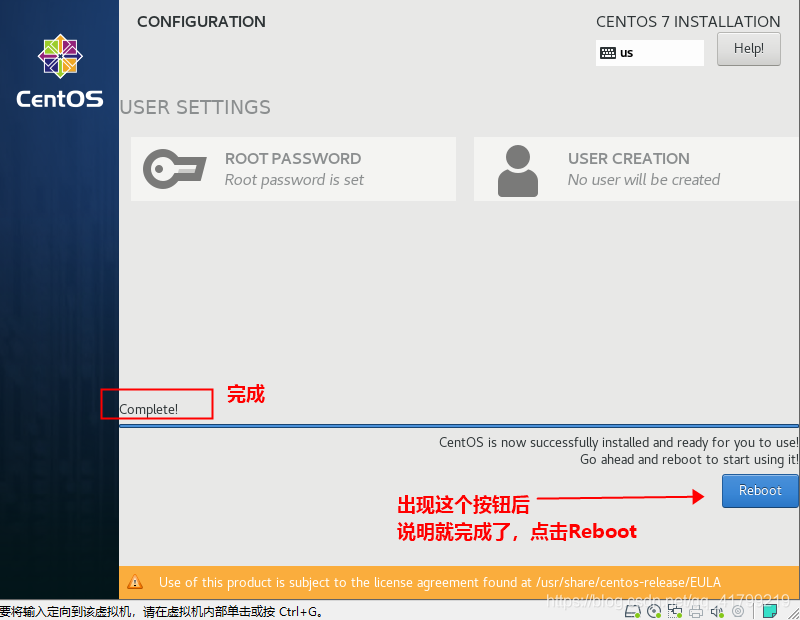 CONFIGURATION
CENTOS 7 INSTALLATION
us
Help!
CentOS
USER SETTINGS
ROOT PASSWORD
Root password is set
USER CREATION
No user will be created
完成
Complete!
CentOS is now successfully installed and ready for you to use!
Go ahead and reboot to start using it!
Reboot
出现这个按钮后
说明就完成了，点击Reboot
Use of this product is subject to the license agreement found at /usr/share/centos-release/EULA
https://blog.csdn.net/qq_41799219
要将输入定向到该虚拟机，请在虚拟机内部单击或按 Ctrl+G。